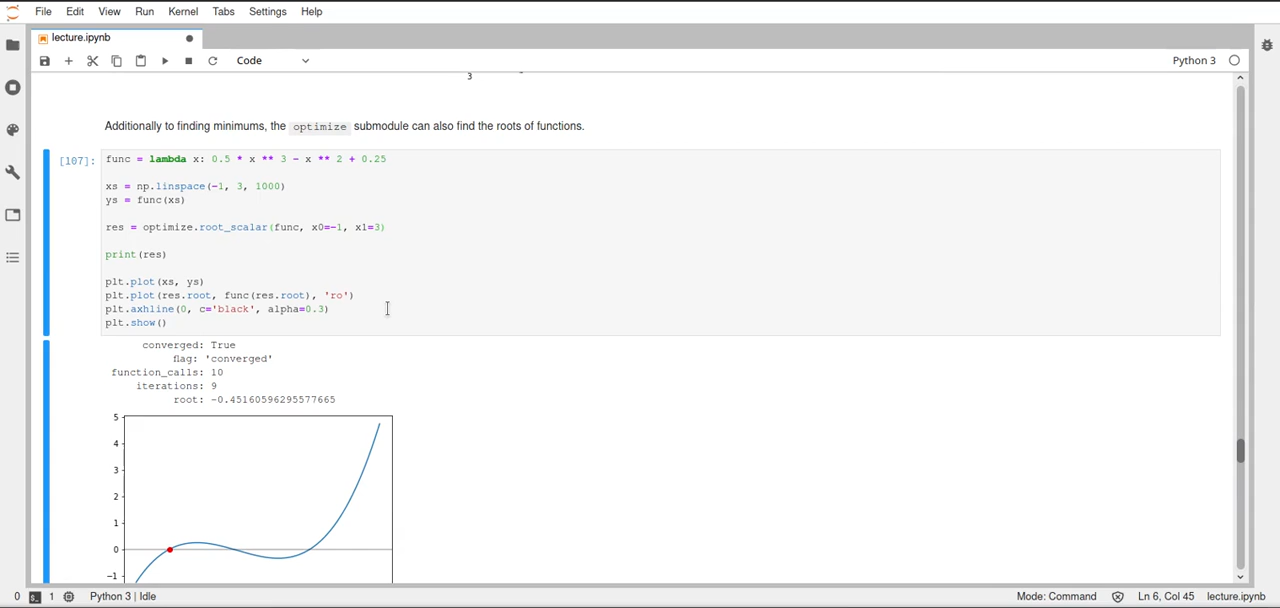 File Edit View Run Kernel Tabs Settings Help
lecture.ipynb
Code Python 3
3
Additionally to finding minimums, the optimize submodule can also find the roots of functions.
[107]: func = lambda x: 0.5 * x ** 3 - x ** 2 + 0.25
xs = np.linspace(-1, 3, 1000)
ys = func(xs)
res = optimize.root_scalar(func, x0=-1, x1=3)
print(res)
plt.plot(xs, ys)
plt.plot(res.root, func(res.root), 'ro')
plt.axhline(0, c='black', alpha=0.3)
plt.show()
converged: True
flag: 'converged'
function_calls: 10
iterations: 9
root: -0.45160596295577665
5
4
3
2
1
0
−1
0 1 Python 3 | Idle Mode: Command Ln 6, Col 45 lecture.ipynb